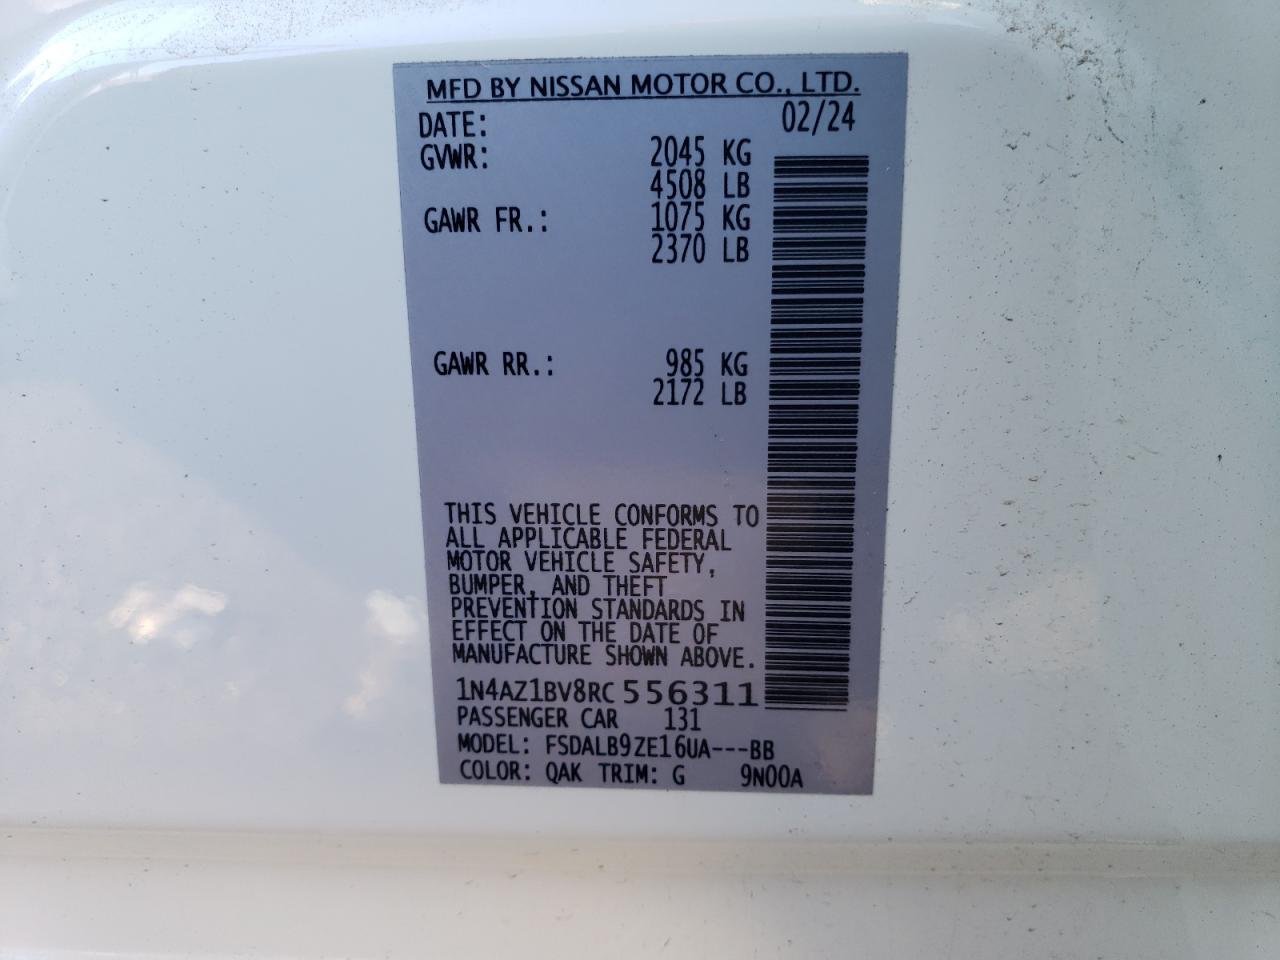 MFD BY NISSAN MOTOR CO., LTD.
DATE: 02/24
GVWR: 2045 KG
4508 LB
GAWR FR.: 1075 KG
2370 LB
GAWR RR.: 985 KG
2172 LB
THIS VEHICLE CONFORMS TO
ALL APPLICABLE FEDERAL
MOTOR VEHICLE SAFETY,
BUMPER, AND THEFT
PREVENTION STANDARDS IN
EFFECT ON THE DATE OF
MANUFACTURE SHOWN ABOVE.
1N4AZ1BV8RC556311
PASSENGER CAR 131
MODEL: FSDALB9ZE16UA---BB
COLOR: QAK TRIM: G 9N00A